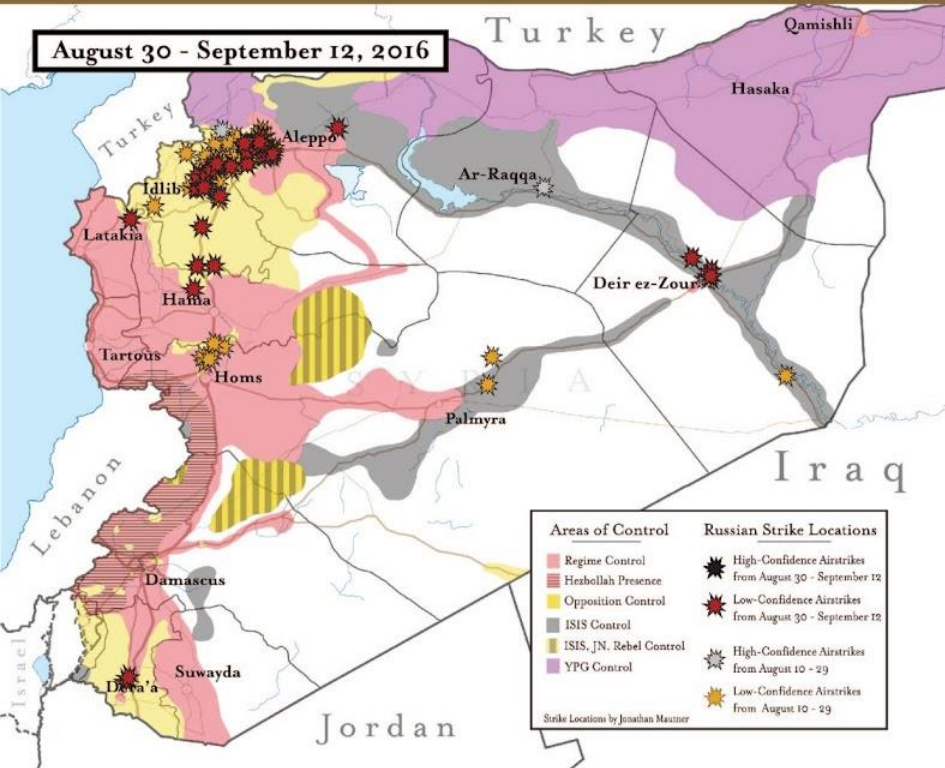 August 30 - September 12, 2016
Turkey
Qamishli
Hasaka
Turkey
Aleppo
Ar-Raqqa
Idlib
Latakia
Deir ez-Zour
Hama
Tartous
Homs
SYRIA
Palmyra
Iraq
Lebanon
Damascus
Israel
Dera'a
Suwayda
Jordan
Areas of Control
Regime Control
Hezbollah Presence
Opposition Control
ISIS Control
ISIS, JN, Rebel Control
YPG Control
Russian Strike Locations
High-Confidence Airstrikes
from August 30 - September 12
Low-Confidence Airstrikes
from August 30 - September 12
High-Confidence Airstrikes
from August 10 - 29
Low-Confidence Airstrikes
from August 10 - 29
Strike Locations by Jonathan Mautner